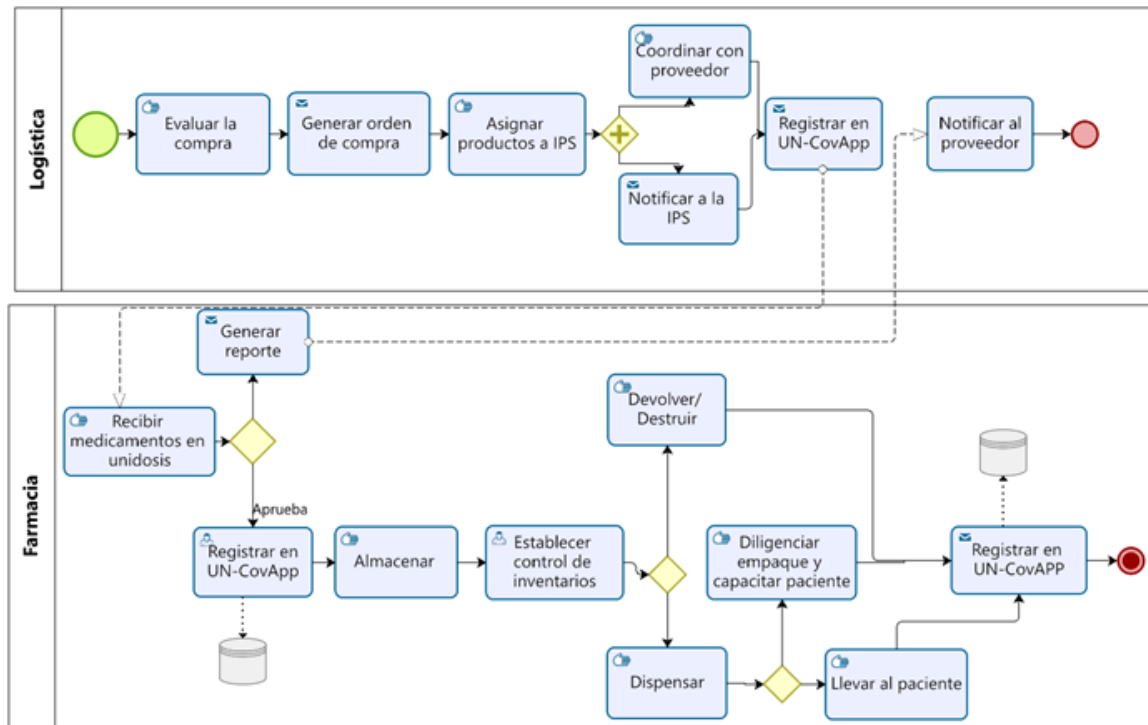 Logística
Evaluar la
compra
Generar orden
de compra
Asignar
productos a IPS
Coordinar con
proveedor
Notificar a la
IPS
Registrar en
UN-CovApp
Notificar al
proveedor
Farmacia
Generar
reporte
Recibir
medicamentos en
unidosis
Aprueba
Registrar en
UN-CovApp
Almacenar
Establecer
control de
inventarios
Devolver/
Destruir
Dispensar
Diligenciar
empaque y
capacitar paciente
Llevar al paciente
Registrar en
UN-CovAPP